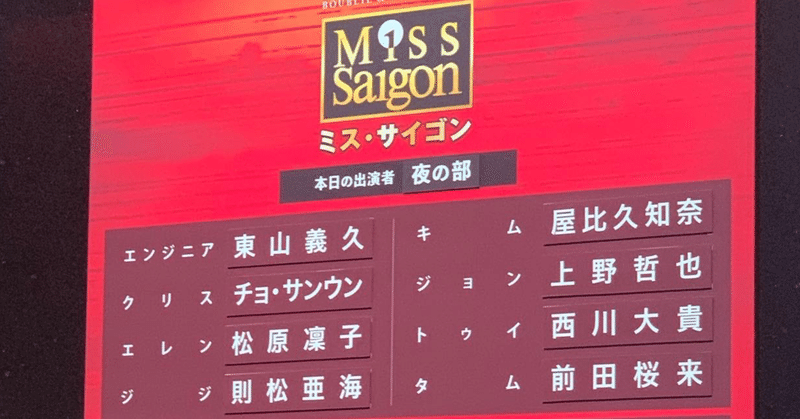 MiSS
Saigon
ミス・サイゴン
本日の出演者 夜の部
エンジニア 東山義久
クリス チョ・サンウン
エレン 松原凜子
ジジ 則松亜海
キム 屋比久知奈
ジョン 上野哲也
トゥイ 西川大貴
タム 前田桜来